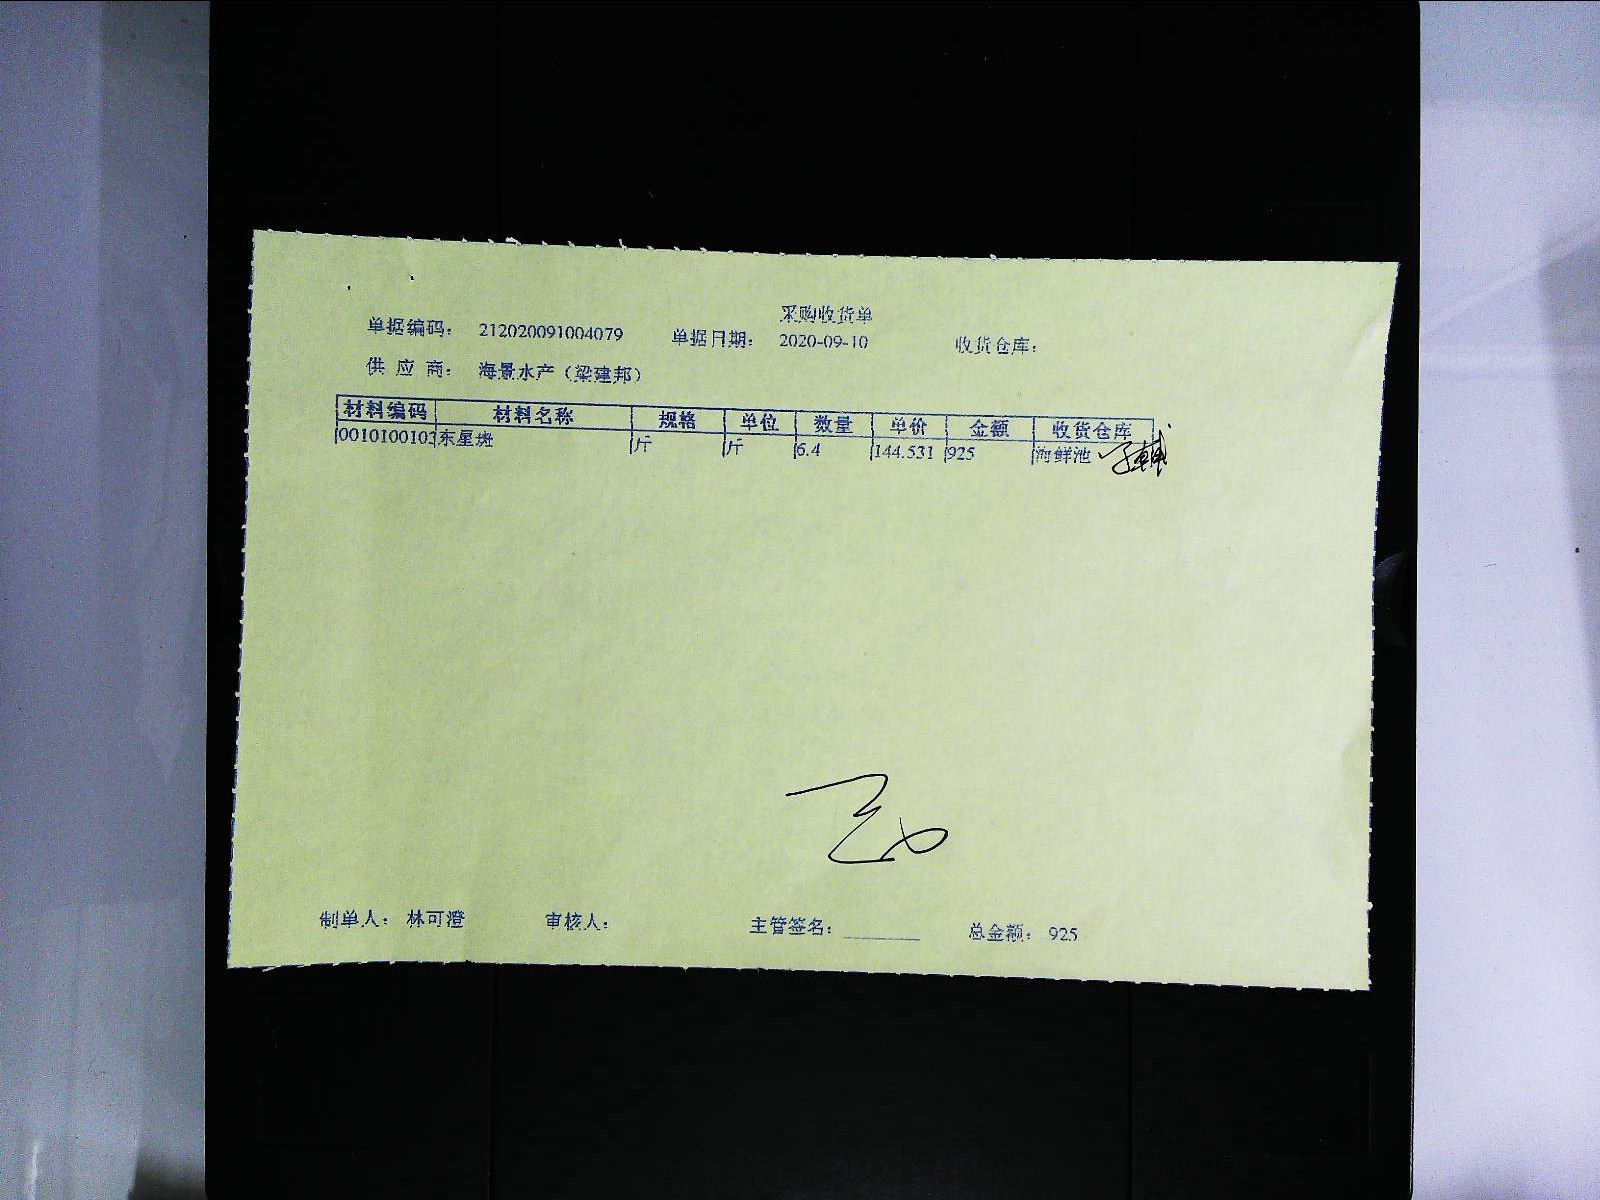 采购收货单
单据编码： 212020091004079 单据日期： 2020-09-10 收货仓库：
供 应 商： 海景水产（梁建邦）
材料编码 材料名称 规格 单位 数量 单价 金额 收货仓库
0010100102 东星斑 斤 斤 6.4 144.531 925 海鲜池
制单人： 林可澄 审核人： 主管签名： 总金额： 925